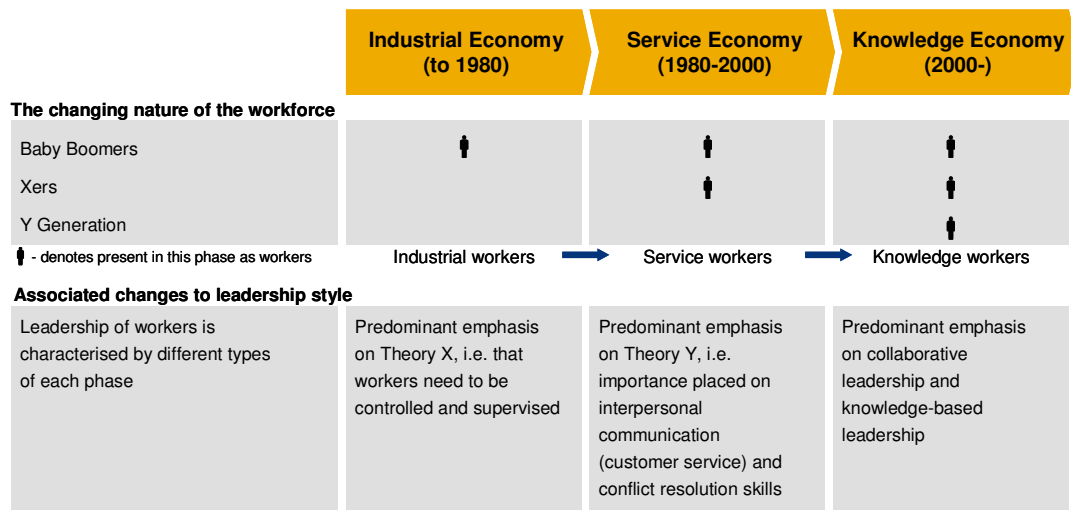 Industrial Economy
(to 1980)
Service Economy
(1980-2000)
Knowledge Economy
(2000-)
The changing nature of the workforce
Baby Boomers
Xers
Y Generation
- denotes present in this phase as workers
Industrial workers
Service workers
Knowledge workers
Associated changes to leadership style
Leadership of workers is
characterised by different types
of each phase
Predominant emphasis
on Theory X, i.e. that
workers need to be
controlled and supervised
Predominant emphasis
on Theory Y, i.e.
importance placed on
interpersonal
communication
(customer service) and
conflict resolution skills
Predominant emphasis
on collaborative
leadership and
knowledge-based
leadership